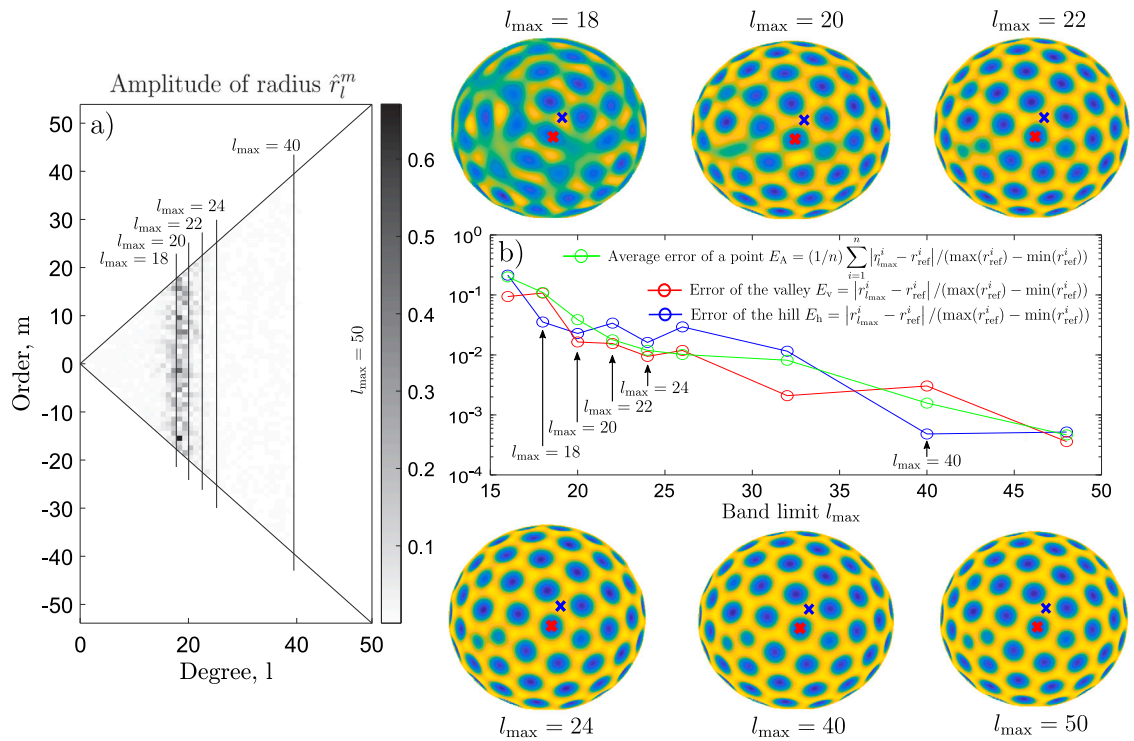 l_max = 18
l_max = 20
l_max = 22
Amplitude of radius r̂_l^m
a)
Order, m
50
40
30
20
10
0
-10
-20
-30
-40
-50
l_max = 40
l_max = 24
l_max = 22
l_max = 20
l_max = 18
l_max = 50
0
20
30
40
50
Degree, l
0.6
0.5
0.4
0.3
0.2
0.1
b)
10^0
10^-1
10^-2
10^-3
10^-4
Average error of a point E_A = (1/n) ∑_{i=1}^n |r^i_{l_max} − r^i_ref| /(max(r^i_ref) − min(r^i_ref))
Error of the valley E_v = |r^i_{l_max} − r^i_ref| /(max(r^i_ref) − min(r^i_ref))
Error of the hill E_h = |r^i_{l_max} − r^i_ref| /(max(r^i_ref) − min(r^i_ref))
l_max = 24
l_max = 22
l_max = 20
l_max = 18
l_max = 40
15
20
25
30
35
40
45
50
Band limit l_max
l_max = 24
l_max = 40
l_max = 50